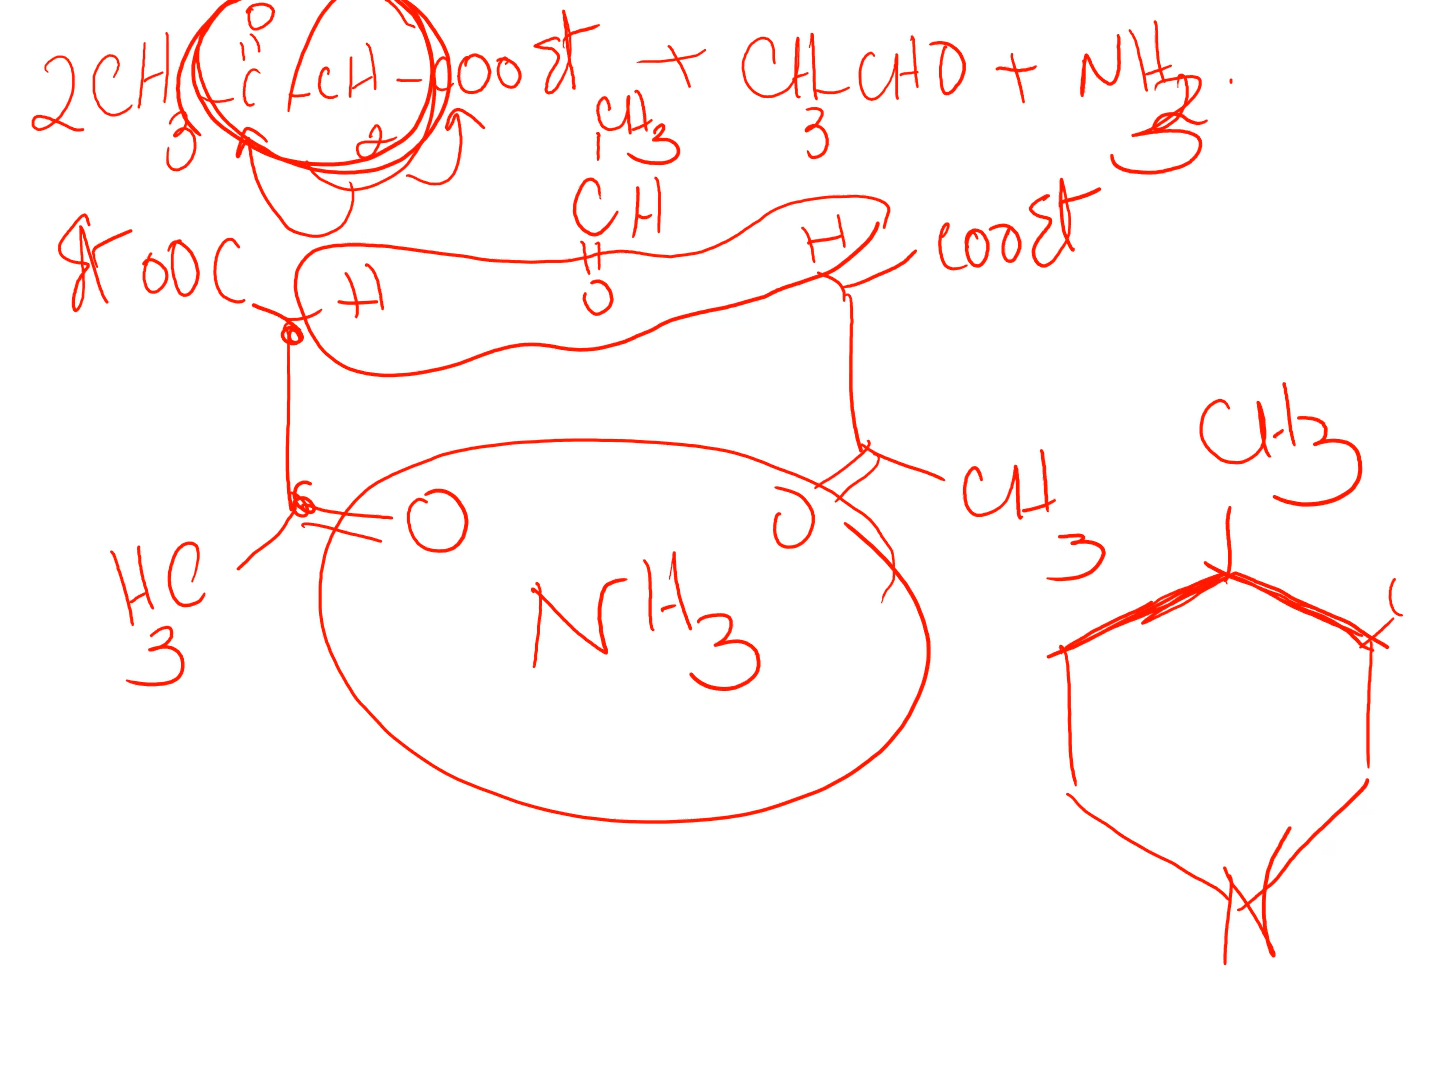 O
2CH3 - C - CH2 - COOEt + CH3CHO + NH3.
CH3
CH
EtOOC H O H COOEt
CH3
O O CH3
H3C NH3
N